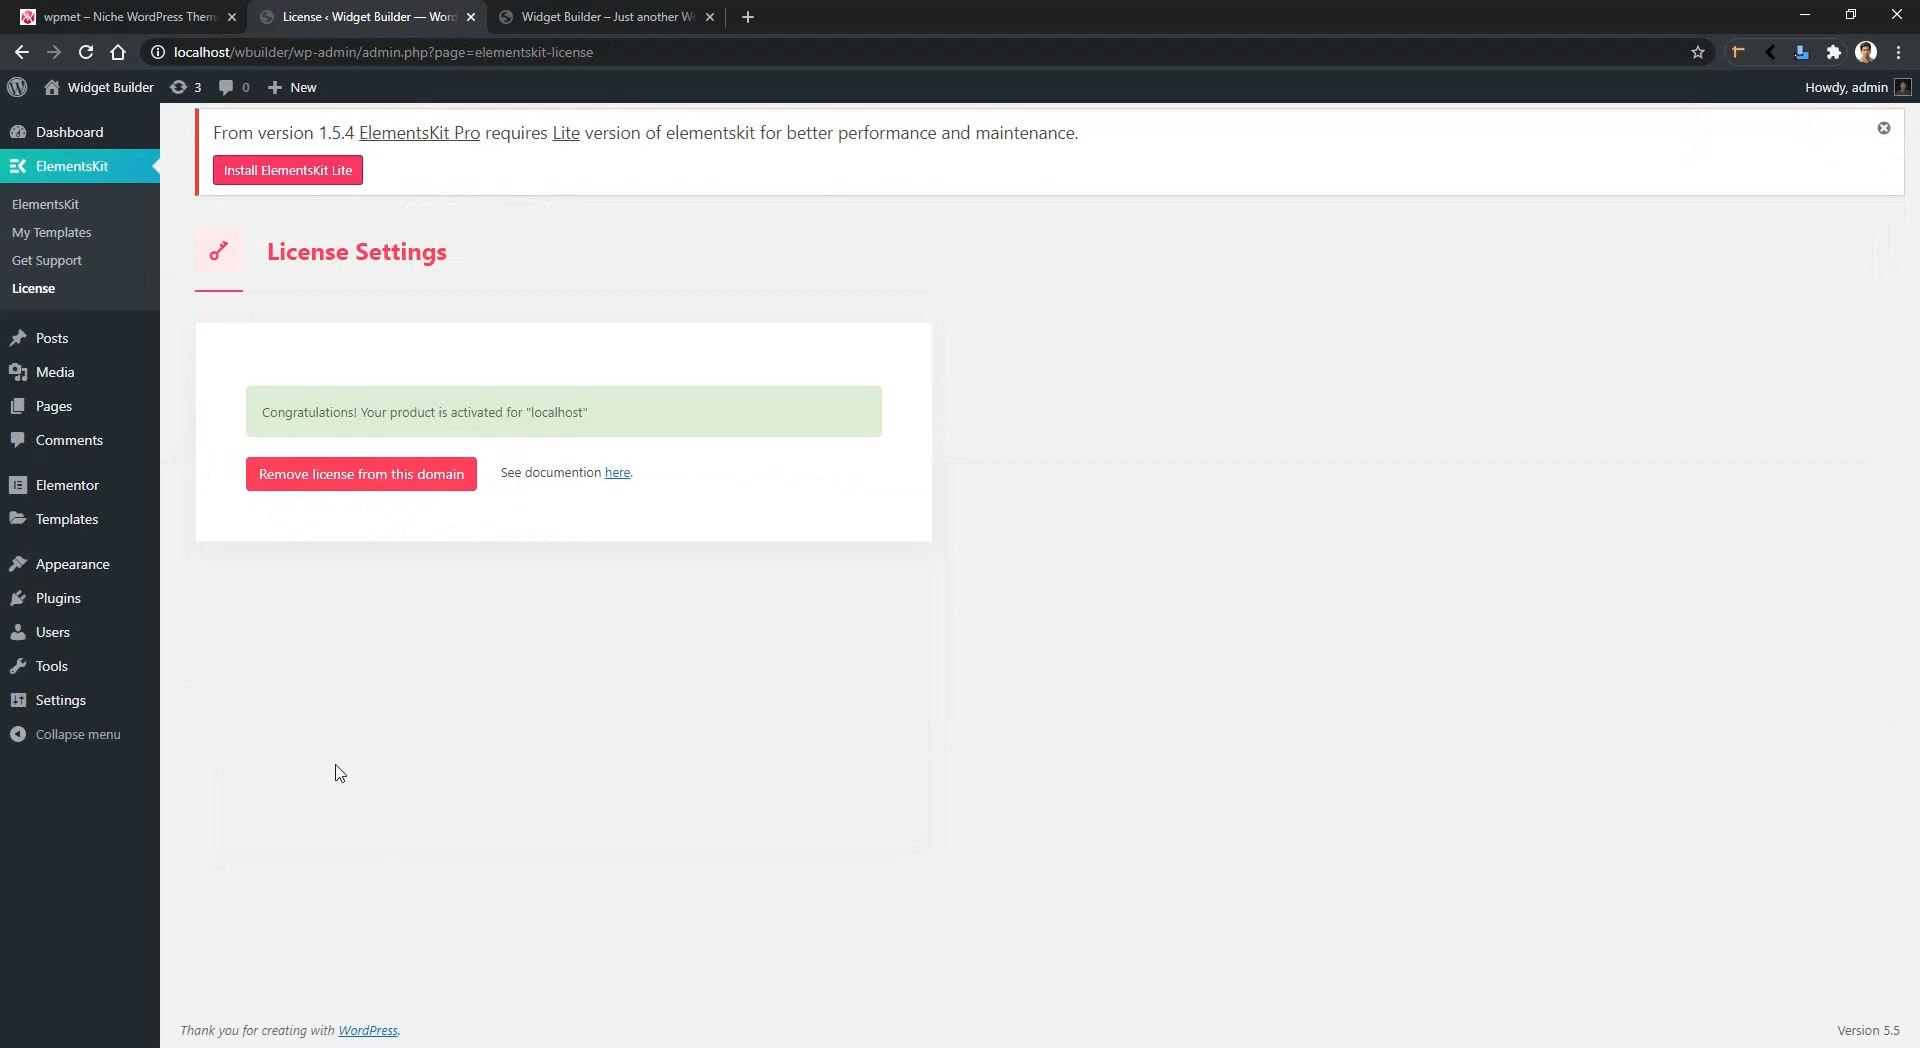 wpmet – Niche WordPress Them
License ‹ Widget Builder — Word
Widget Builder – Just another Wo
localhost/wbuilder/wp-admin/admin.php?page=elementskit-license
Widget Builder
3
0
New
Howdy, admin
Dashboard
ElementsKit
ElementsKit
My Templates
Get Support
License
Posts
Media
Pages
Comments
Elementor
Templates
Appearance
Plugins
Users
Tools
Settings
Collapse menu
From version 1.5.4 ElementsKit Pro requires Lite version of elementskit for better performance and maintenance.
Install ElementsKit Lite
License Settings
Congratulations! Your product is activated for "localhost"
Remove license from this domain
See documention here.
Thank you for creating with WordPress.
Version 5.5